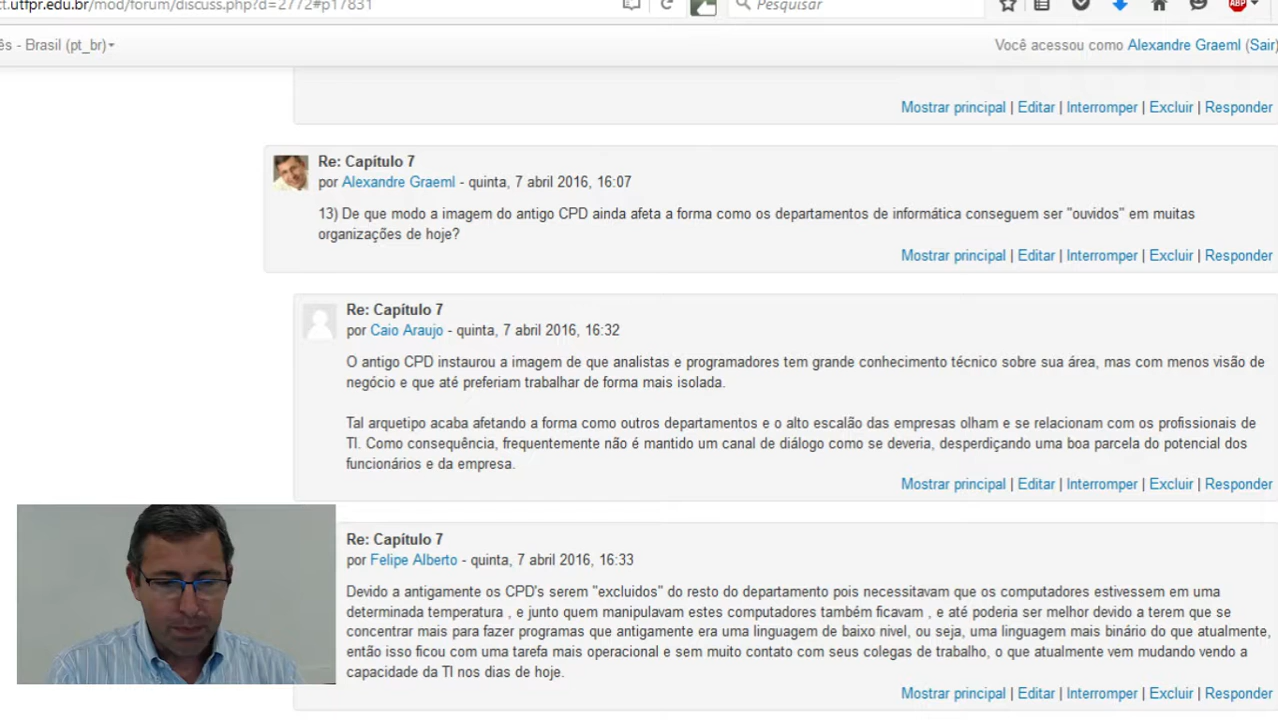 ct.utfpr.edu.br/mod/forum/discuss.php?d=2772#p17831
Pesquisar
ABP
ês - Brasil (pt_br)
Você acessou como Alexandre Graeml (Sair)
Mostrar principal | Editar | Interromper | Excluir | Responder
Re: Capítulo 7
por Alexandre Graeml - quinta, 7 abril 2016, 16:07
13) De que modo a imagem do antigo CPD ainda afeta a forma como os departamentos de informática conseguem ser "ouvidos" em muitas
organizações de hoje?
Mostrar principal | Editar | Interromper | Excluir | Responder
Re: Capítulo 7
por Caio Araujo - quinta, 7 abril 2016, 16:32
O antigo CPD instaurou a imagem de que analistas e programadores tem grande conhecimento técnico sobre sua área, mas com menos visão de
negócio e que até preferiam trabalhar de forma mais isolada.
Tal arquetipo acaba afetando a forma como outros departamentos e o alto escalão das empresas olham e se relacionam com os profissionais de
TI. Como consequência, frequentemente não é mantido um canal de diálogo como se deveria, desperdiçando uma boa parcela do potencial dos
funcionários e da empresa.
Mostrar principal | Editar | Interromper | Excluir | Responder
Re: Capítulo 7
por Felipe Alberto - quinta, 7 abril 2016, 16:33
Devido a antigamente os CPD's serem "excluidos" do resto do departamento pois necessitavam que os computadores estivessem em uma
determinada temperatura , e junto quem manipulavam estes computadores também ficavam , e até poderia ser melhor devido a terem que se
concentrar mais para fazer programas que antigamente era uma linguagem de baixo nivel, ou seja, uma linguagem mais binário do que atualmente,
então isso ficou com uma tarefa mais operacional e sem muito contato com seus colegas de trabalho, o que atualmente vem mudando vendo a
capacidade da TI nos dias de hoje.
Mostrar principal | Editar | Interromper | Excluir | Responder